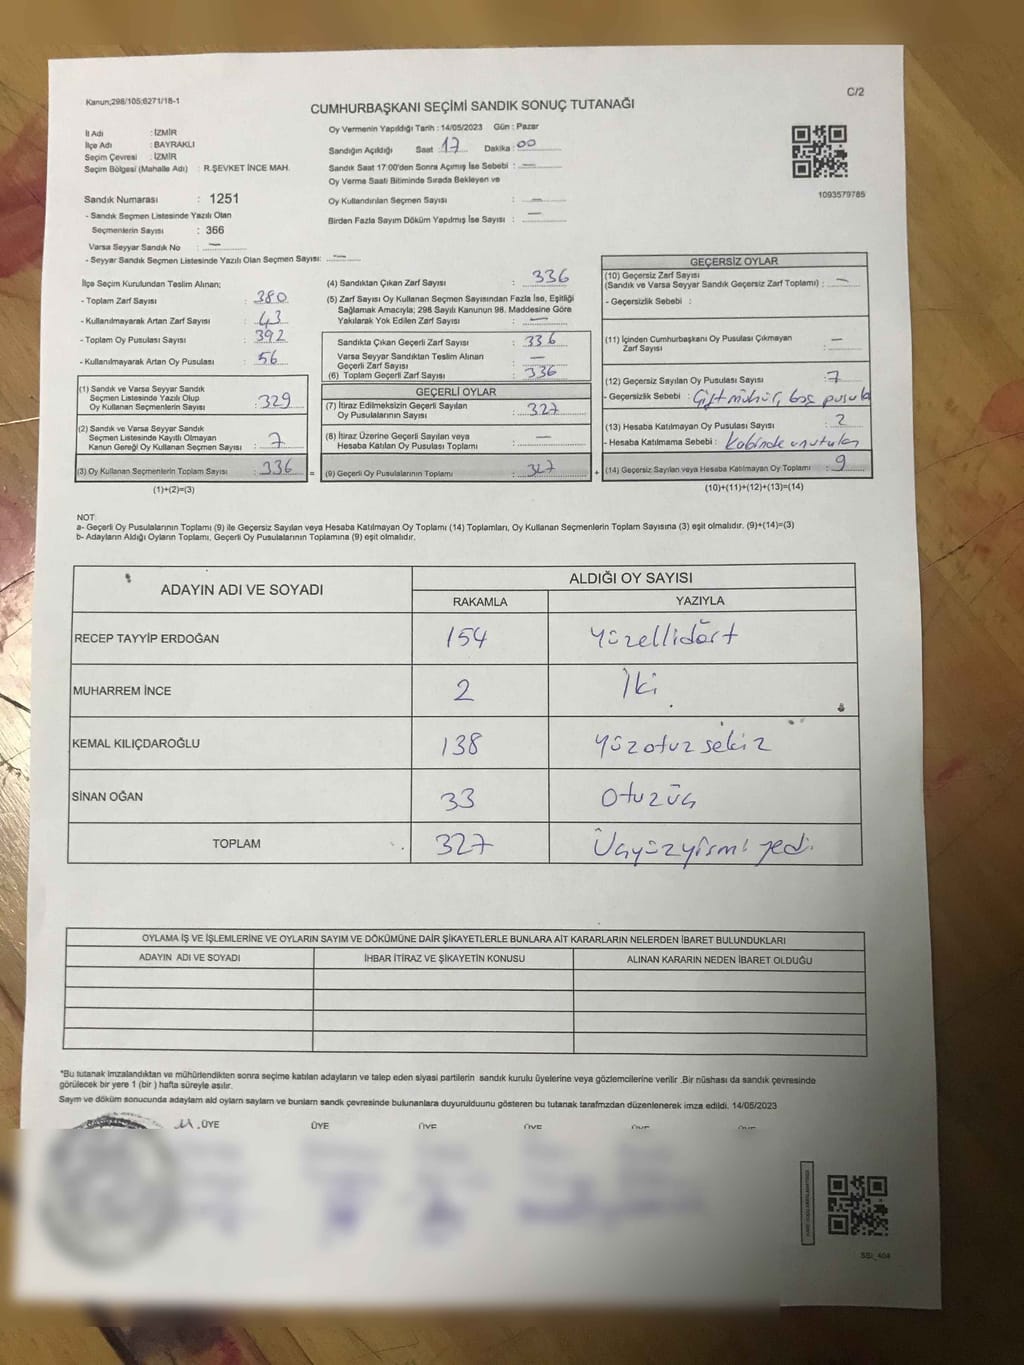 Kanun;298/105;6271/18-1
C/2
CUMHURBAŞKANI SEÇİMİ SANDIK SONUÇ TUTANAĞI
İl Adı : İZMİR
İlçe Adı : BAYRAKLI
Seçim Çevresi : İZMİR
Seçim Bölgesi (Mahalle Adı) : R.ŞEVKET İNCE MAH.
Sandık Numarası : 1251
- Sandık Seçmen Listesinde Yazılı Olan
Seçmenlerin Sayısı : 366
Varsa Seyyar Sandık No : —
- Seyyar Sandık Seçmen Listesinde Yazılı Olan Seçmen Sayısı: —
Oy Vermenin Yapıldığı Tarih : 14/05/2023 Gün : Pazar
Sandığın Açıldığı Saat : 17 Dakika : 00
Sandık Saat 17:00'den Sonra Açımış İse Sebebi : —
Oy Verme Saati Bitiminde Sırada Bekleyen ve
Oy Kullandırılan Seçmen Sayısı : —
Birden Fazla Sayım Döküm Yapılmış İse Sayısı : —
1093579785
İlçe Seçim Kurulundan Teslim Alınan;
- Toplam Zarf Sayısı : 380
- Kullanılmayarak Artan Zarf Sayısı : 43
- Toplam Oy Pusulası Sayısı : 392
- Kullanılmayarak Artan Oy Pusulası : 56
(1) Sandık ve Varsa Seyyar Sandık
Seçmen Listesinde Yazılı Olup
Oy Kullanan Seçmenlerin Sayısı : 329
(2) Sandık ve Varsa Seyyar Sandık
Seçmen Listesinde Kayıtlı Olmayan
Kanun Gereği Oy Kullanan Seçmen Sayısı : 7
(3) Oy Kullanan Seçmenlerin Toplam Sayısı : 336 =
(1)+(2)=(3)
(4) Sandıktan Çıkan Zarf Sayısı : 336
(5) Zarf Sayısı Oy Kullanan Seçmen Sayısından Fazla İse, Eşitliği
Sağlamak Amacıyla; 298 Sayılı Kanunun 98. Maddesine Göre
Yakılarak Yok Edilen Zarf Sayısı : —
Sandıkta Çıkan Geçerli Zarf Sayısı : 336
Varsa Seyyar Sandıktan Teslim Alınan
Geçerli Zarf Sayısı : —
(6) Toplam Geçerli Zarf Sayısı : 336
GEÇERLİ OYLAR
(7) İtiraz Edilmeksizin Geçerli Sayılan
Oy Pusulalarının Sayısı : 327
(8) İtiraz Üzerine Geçerli Sayılan veya
Hesaba Katılan Oy Pusulaları Toplamı : —
(9) Geçerli Oy Pusulalarının Toplamı : 327 +
GEÇERSİZ OYLAR
(10) Geçersiz Zarf Sayısı
(Sandık ve Varsa Seyyar Sandık Geçersiz Zarf Toplamı) : —
- Geçersizlik Sebebi :
(11) İçinden Cumhurbaşkanı Oy Pusulası Çıkmayan
Zarf Sayısı : —
(12) Geçersiz Sayılan Oy Pusulası Sayısı : 7
- Geçersizlik Sebebi : Çift mühür, boş pusula
(13) Hesaba Katılmayan Oy Pusulası Sayısı : 2
- Hesaba Katılmama Sebebi : Kabinde unutulan
(14) Geçersiz Sayılan veya Hesaba Katılmayan Oy Toplamı : 9
(10)+(11)+(12)+(13)=(14)
NOT:
a- Geçerli Oy Pusulalarının Toplamı (9) ile Geçersiz Sayılan veya Hesaba Katılmayan Oy Toplamı (14) Toplamları, Oy Kullanan Seçmenlerin Toplam Sayısına (3) eşit olmalıdır. (9)+(14)=(3)
b- Adayların Aldığı Oyların Toplamı, Geçerli Oy Pusulalarının Toplamına (9) eşit olmalıdır.
ADAYIN ADI VE SOYADI
ALDIĞI OY SAYISI
RAKAMLA YAZIYLA
RECEP TAYYİP ERDOĞAN 154 Yüzellidört
MUHARREM İNCE 2 İki
KEMAL KILIÇDAROĞLU 138 Yüzotuzsekiz
SİNAN OĞAN 33 Otuzüç
TOPLAM 327 Üçyüzyirmi yedi
OYLAMA İŞ VE İŞLEMLERİNE VE OYLARIN SAYIM VE DÖKÜMÜNE DAİR ŞİKAYETLERLE BUNLARA AİT KARARLARIN NELERDEN İBARET BULUNDUKLARI
ADAYIN ADI VE SOYADI İHBAR İTİRAZ VE ŞİKAYETİN KONUSU ALINAN KARARIN NEDEN İBARET OLDUĞU
*Bu tutanak imzalandıktan ve mühürlendikten sonra seçime katılan adayların ve talep eden siyasi partilerin sandık kurulu üyelerine veya gözlemcilerine verilir .Bir nüshası da sandık çevresinde
görülecek bir yere 1 (bir ) hafta süreyle asılır.
Sayım ve döküm sonucunda adaylam ald oylam saylam ve bunlam sandk çevresinde bulunanlara duyurulduunu gösteren bu tutanak tarafmzdan düzenlenerek imza edildi. 14/05/2023
ÜYE ÜYE ÜYE ÜYE
SSİ_404